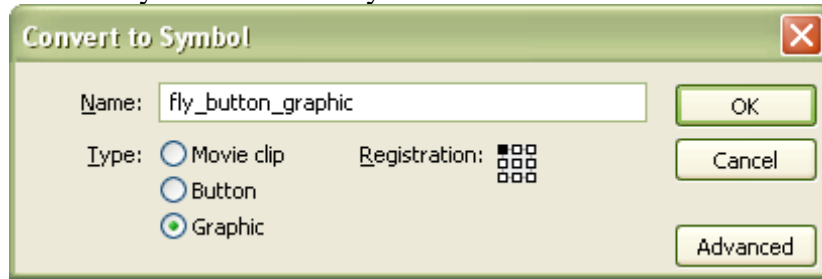 Convert to Symbol
Name: fly_button_graphic OK
Type: Movie clip Registration: Cancel
Button
Graphic
Advanced